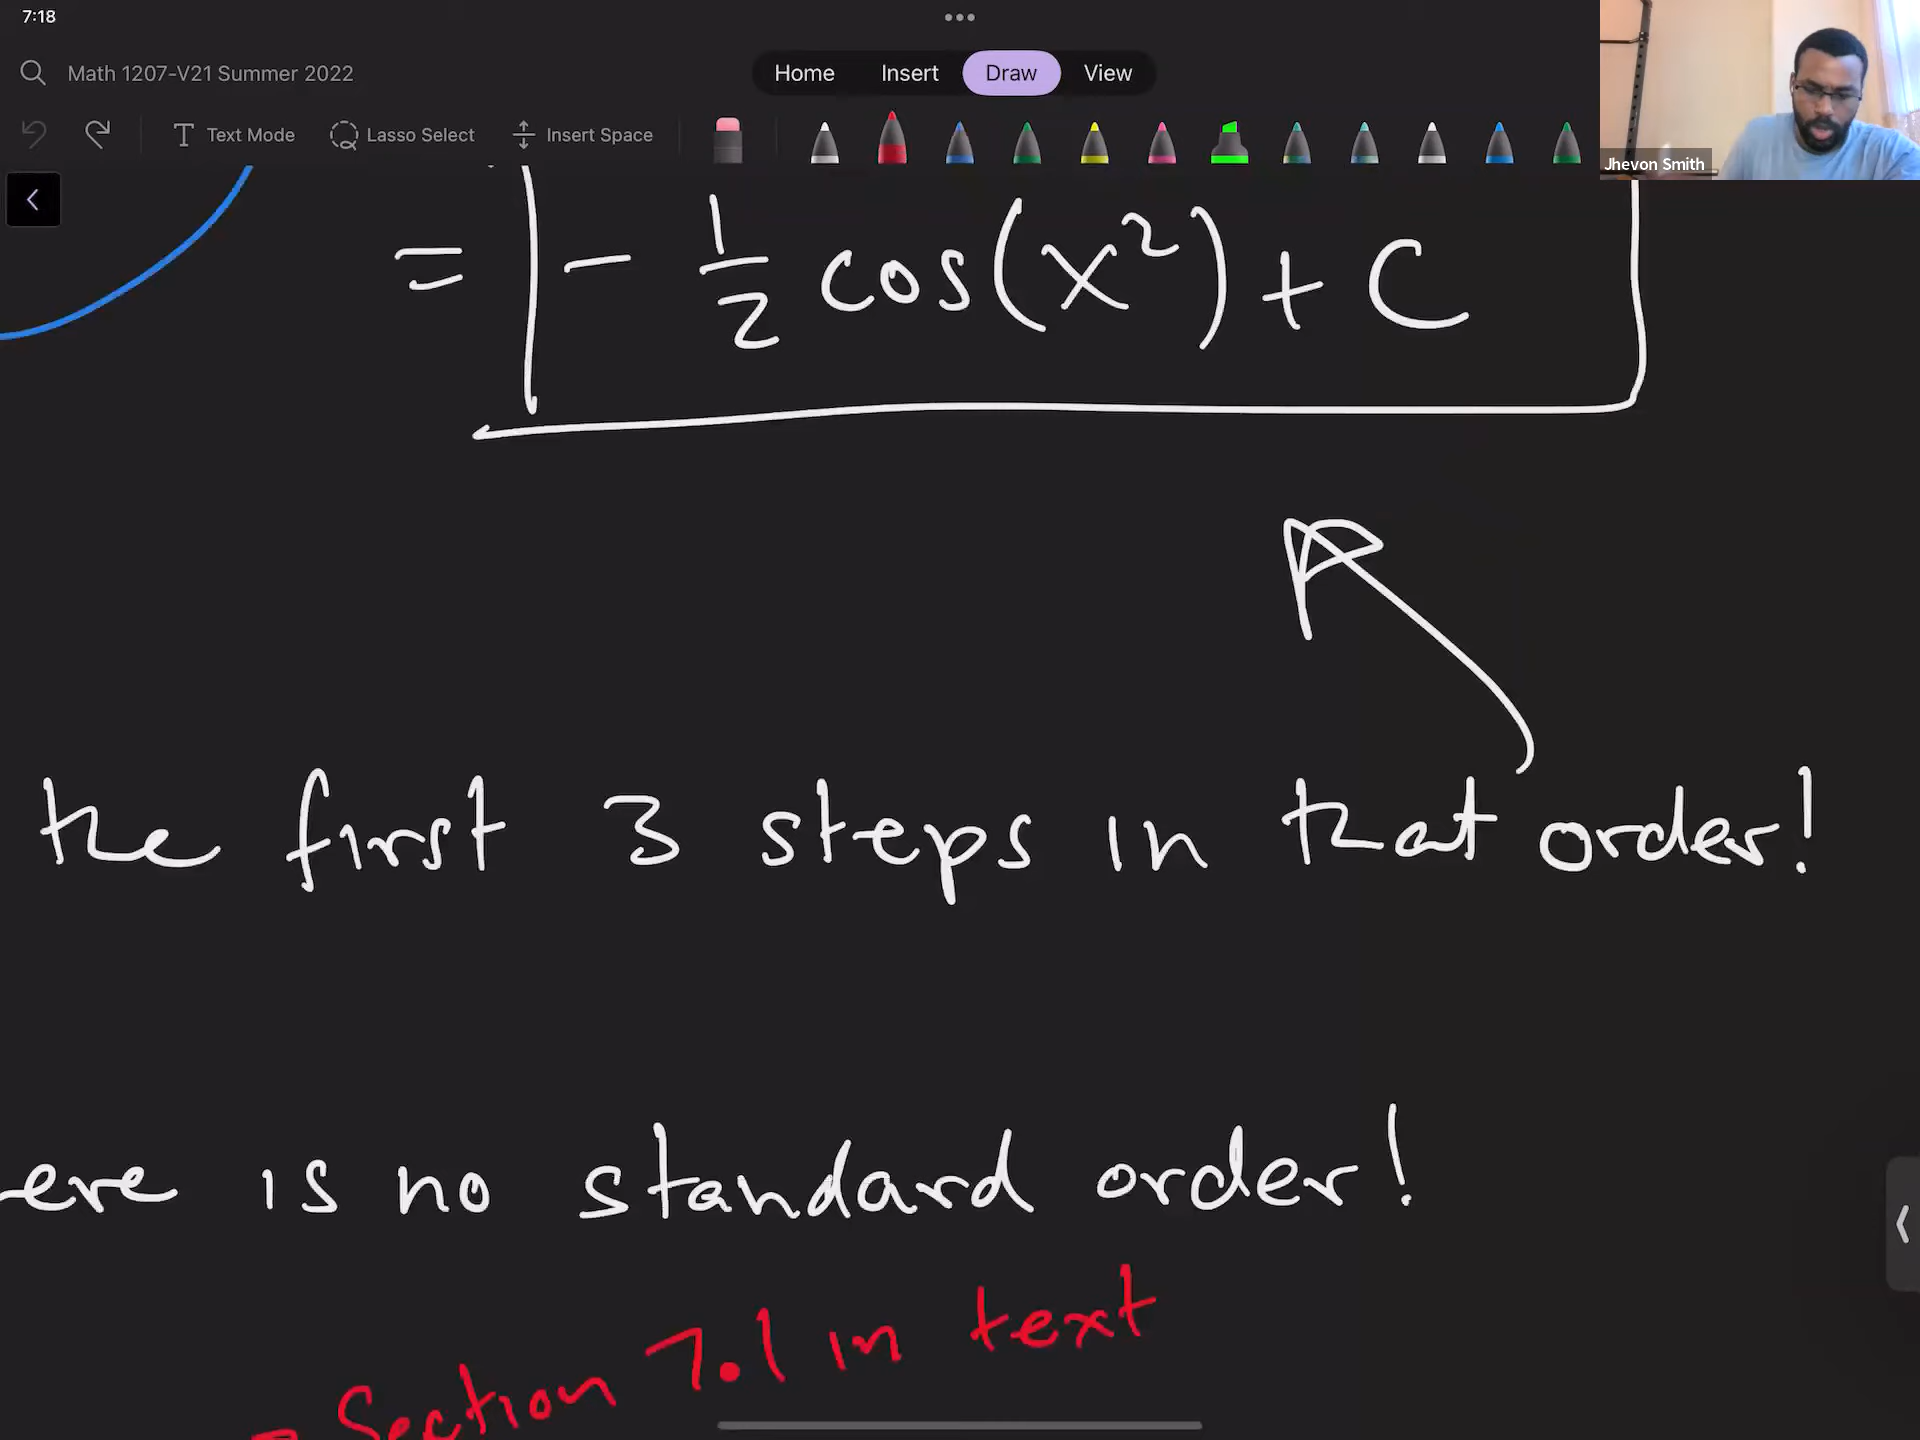 7:18
Math 1207-V21 Summer 2022
Home Insert Draw View
Text Mode Lasso Select Insert Space
Jhevon Smith
= - 1/2 cos(x²) + C
the first 3 steps in that order!
ere is no standard order!
Section 7.1 in text